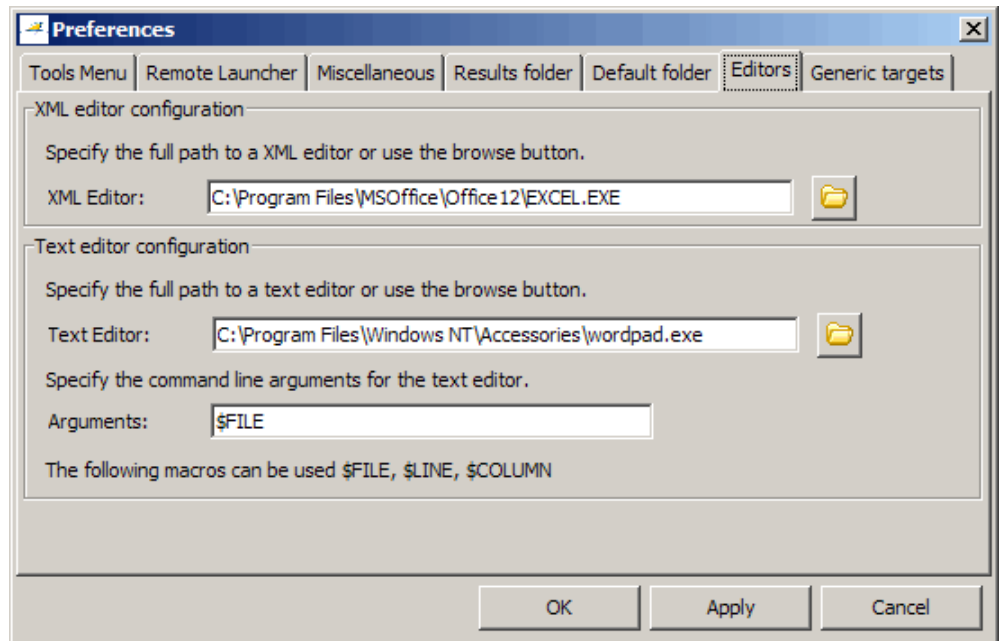 Preferences
Tools Menu Remote Launcher Miscellaneous Results folder Default folder Editors Generic targets
XML editor configuration
Specify the full path to a XML editor or use the browse button.
XML Editor: C:\Program Files\MSOffice\Office12\EXCEL.EXE
Text editor configuration
Specify the full path to a text editor or use the browse button.
Text Editor: C:\Program Files\Windows NT\Accessories\wordpad.exe
Specify the command line arguments for the text editor.
Arguments: $FILE
The following macros can be used $FILE, $LINE, $COLUMN
OK Apply Cancel